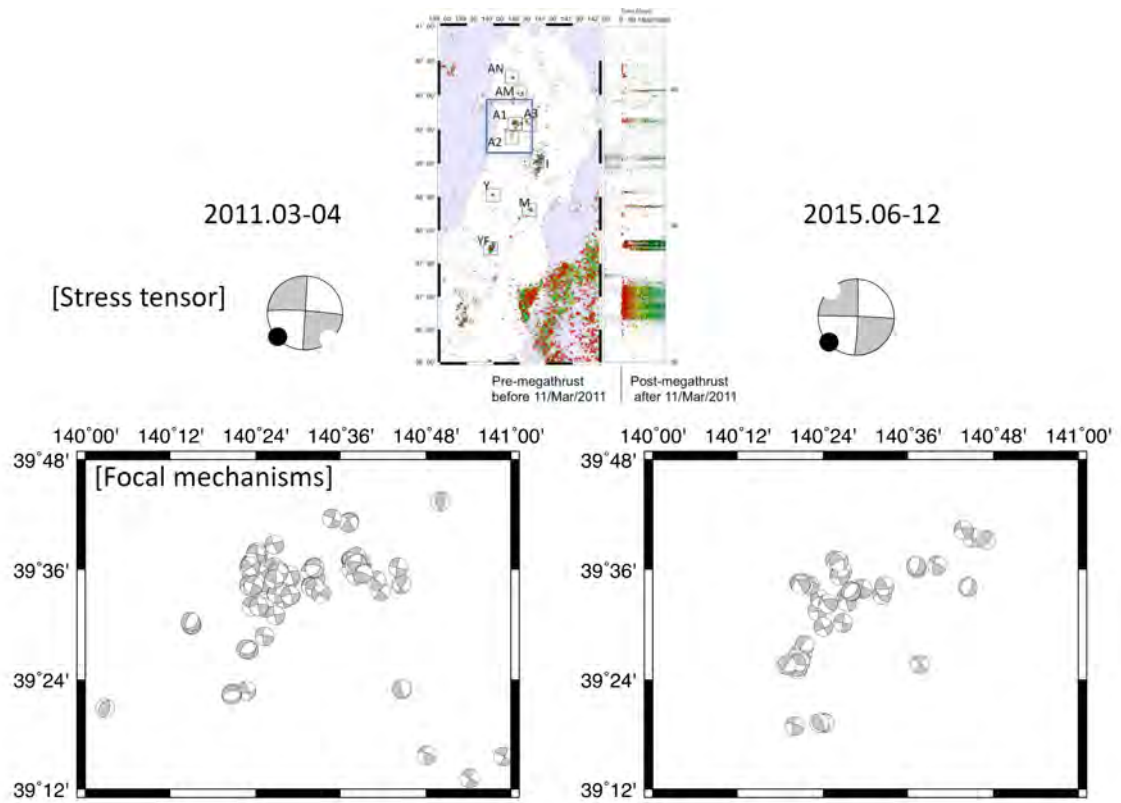 AN
AM
A1 A3
A2
I
Y
M
YF
Pre-megathrust Post-megathrust
before 11/Mar/2011 after 11/Mar/2011
2011.03-04
2015.06-12
[Stress tensor]
140°00' 140°12' 140°24' 140°36' 140°48' 141°00'
140°00' 140°12' 140°24' 140°36' 140°48' 141°00'
[Focal mechanisms]
39°48'
39°36'
39°24'
39°12'
39°48'
39°36'
39°24'
39°12'